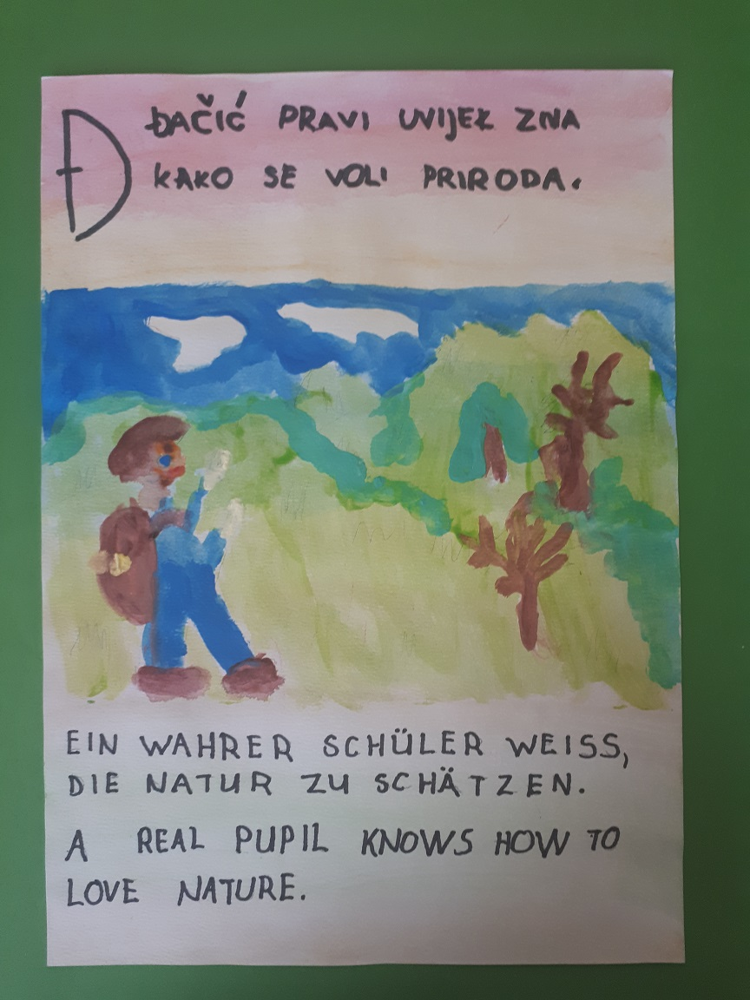 Đ
ĐAČIĆ PRAVI UVIJEK ZNA
KAKO SE VOLI PRIRODA.
EIN WAHRER SCHÜLER WEISS,
DIE NATUR ZU SCHÄTZEN.
A REAL PUPIL KNOWS HOW TO
LOVE NATURE.